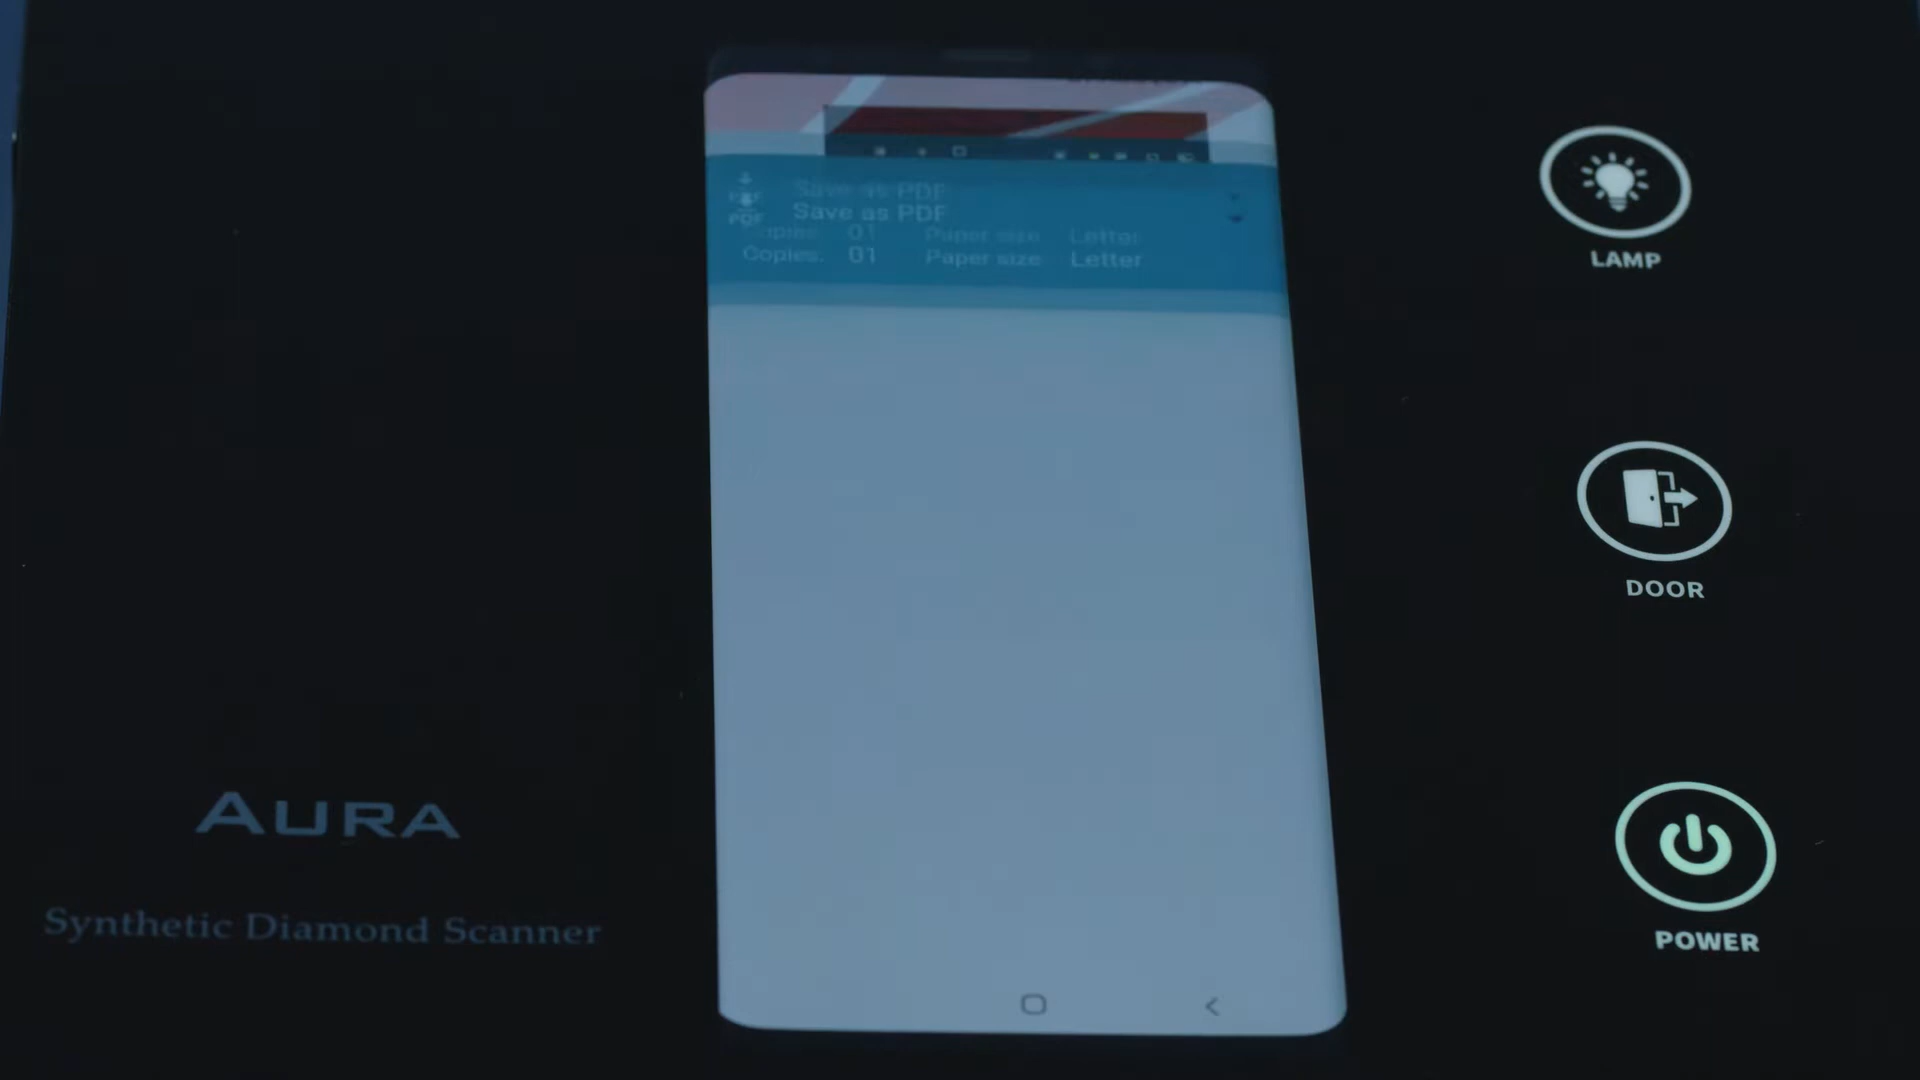 Save as PDF
PDF Save as PDF
Copies: 01 Paper size Letter
Copies: 01 Paper size Letter
LAMP
DOOR
AURA
Synthetic Diamond Scanner
POWER